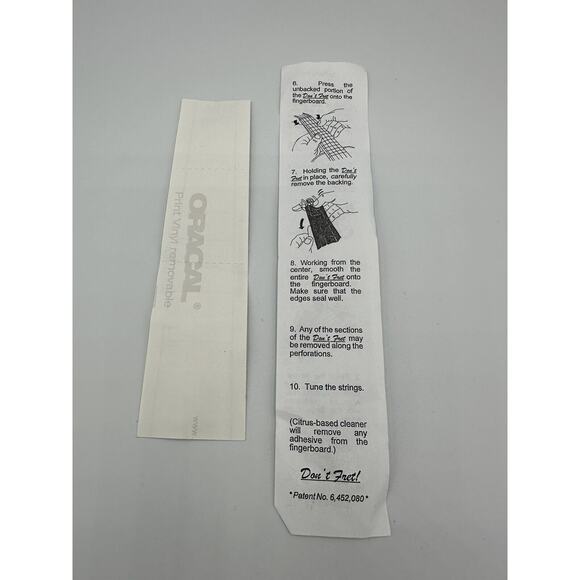 ORACAL®
Print Vinyl removable
www.
6. Press the
unbacked portion of
the Don't Fret onto the
fingerboard.
7. Holding the Don't
Fret in place, carefully
remove the backing.
8. Working from the
center, smooth the
entire Don't Fret onto
the fingerboard.
Make sure that the
edges seal well.
9. Any of the sections
of the Don't Fret may
be removed along the
perforations.
10. Tune the strings.
(Citrus-based cleaner
will remove any
adhesive from the
fingerboard.)
Don't Fret!
*Patent No. 6,452,080*